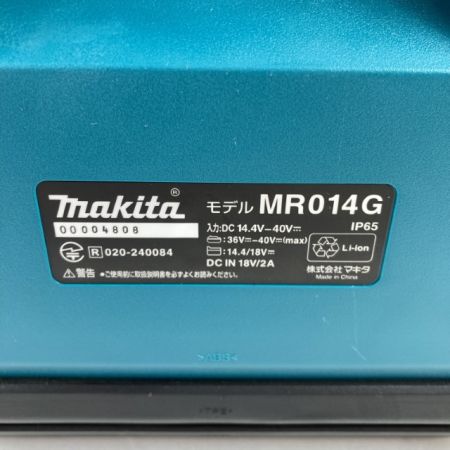 makita®
モデル MR014G
00004808
入力:DC 14.4V-40V⎓
IP65
:36V⎓-40V⎓(max)
:14.4/18V⎓
DC IN 18V/2A
R 020-240084
Li-ion
⚠警告 •ご使用前に取扱説明書を必ずよくお読みください。
株式会社マキタ
Made in China
>ABS<